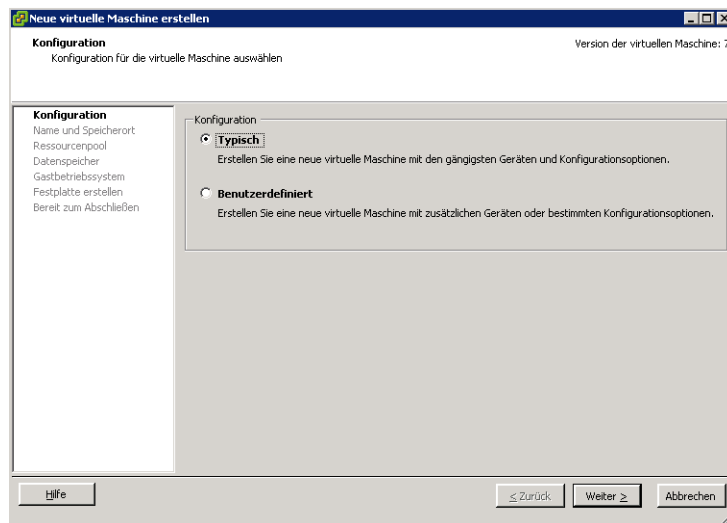 Neue virtuelle Maschine erstellen
Konfiguration
Konfiguration für die virtuelle Maschine auswählen
Version der virtuellen Maschine: 7
Konfiguration
Name und Speicherort
Ressourcenpool
Datenspeicher
Gastbetriebssystem
Festplatte erstellen
Bereit zum Abschließen
Konfiguration
Typisch
Erstellen Sie eine neue virtuelle Maschine mit den gängigsten Geräten und Konfigurationsoptionen.
Benutzerdefiniert
Erstellen Sie eine neue virtuelle Maschine mit zusätzlichen Geräten oder bestimmten Konfigurationsoptionen.
Hilfe
< Zurück
Weiter >
Abbrechen